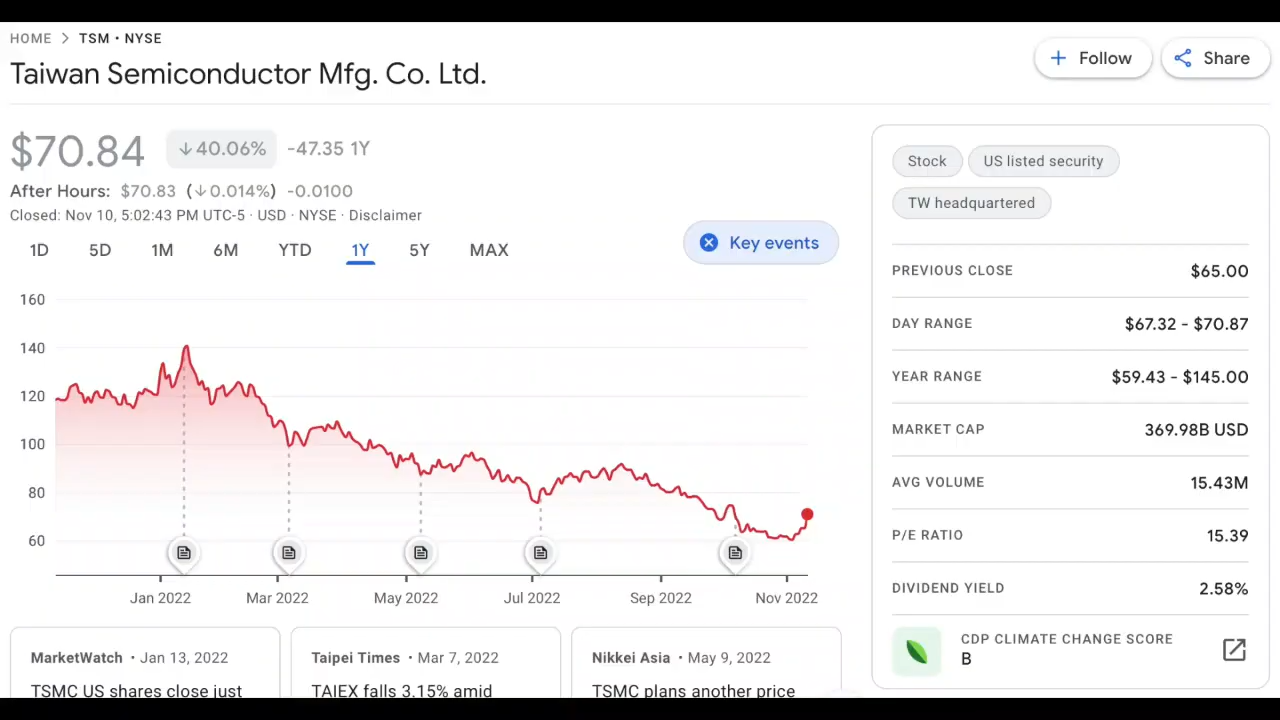 HOME > TSM • NYSE
Taiwan Semiconductor Mfg. Co. Ltd.
Follow
Share
$70.84 ↓40.06% -47.35 1Y
After Hours: $70.83 (↓0.014%) -0.0100
Closed: Nov 10, 5:02:43 PM UTC-5 · USD · NYSE · Disclaimer
1D 5D 1M 6M YTD 1Y 5Y MAX
Key events
160
140
120
100
80
60
Jan 2022 Mar 2022 May 2022 Jul 2022 Sep 2022 Nov 2022
MarketWatch • Jan 13, 2022
TSMC US shares close just
Taipei Times • Mar 7, 2022
TAIEX falls 3.15% amid
Nikkei Asia • May 9, 2022
TSMC plans another price
Stock
US listed security
TW headquartered
PREVIOUS CLOSE $65.00
DAY RANGE $67.32 - $70.87
YEAR RANGE $59.43 - $145.00
MARKET CAP 369.98B USD
AVG VOLUME 15.43M
P/E RATIO 15.39
DIVIDEND YIELD 2.58%
CDP CLIMATE CHANGE SCORE
B